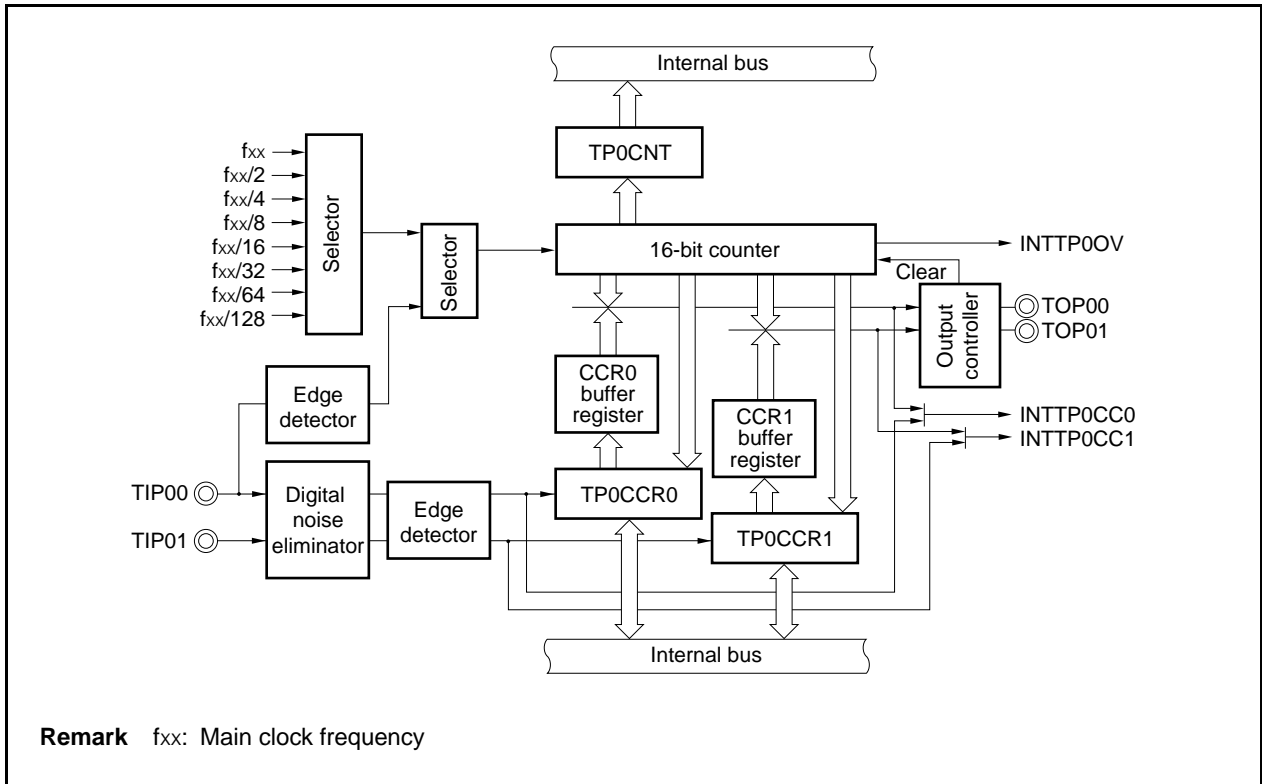 Internal bus
TP0CNT
fxx
fxx/2
fxx/4
fxx/8
fxx/16
fxx/32
fxx/64
fxx/128
Selector
Selector
16-bit counter
INTTP0OV
Clear
Output
controller
TOP00
TOP01
CCR0
buffer
register
CCR1
buffer
register
INTTP0CC0
INTTP0CC1
Edge
detector
TIP00
TIP01
Digital
noise
eliminator
Edge
detector
TP0CCR0
TP0CCR1
Internal bus
Remark fxx: Main clock frequency